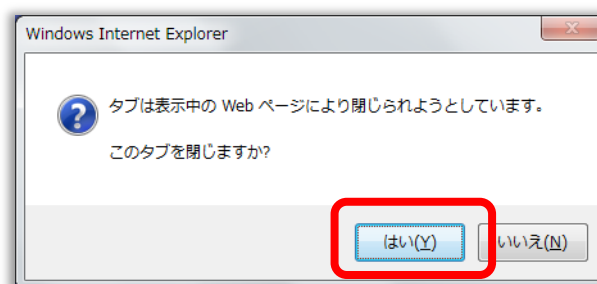 Windows Internet Explorer
タブは表示中の Web ページにより閉じられようとしています。
このタブを閉じますか?
はい(Y) いいえ(N)